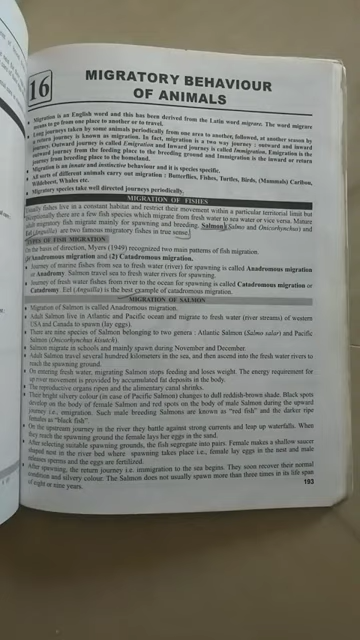 16
MIGRATORY BEHAVIOUR
OF ANIMALS
• Migration is an English word and this has been derived from the Latin word migrare. The word migrare
means to go from one place to another or to travel.
• Long journeys taken by some animals periodically from one area to another, followed, at another season by
a return journey is known as migration. In fact, migration is a two way journey : outward and inward
journey. Outward journey is called Emigration and Inward journey is called Immigration. Emigration is the
outward journey from the feeding place to the breeding ground and Immigration is the inward or return
journey from breeding place to the homeland.
• Migration is an innate and instinctive behaviour and it is species specific.
• All sorts of different animals carry out migration : Butterflies, Fishes, Turtles, Birds, (Mammals) Caribou,
Wildebeest, Whales etc.
• Migratory species take well directed journeys periodically.
MIGRATION OF FISHES
Usually fishes live in a constant habitat and restrict their movement within a particular territorial limit but
exceptionally there are a few fish species which migrate from fresh water to sea water or vice versa. Mature
adult migratory fish migrate mainly for spawning and breeding. Salmon (Salmo salar and Onicorhynchus) and
Eel (Anguilla) are two famous migratory fishes in true sense.
TYPES OF FISH MIGRATION
On the basis of direction, Myers (1949) recognized two main patterns of fish migration.
(1) Anadromous migration and (2) Catadromous migration.
• Journey of marine fishes from sea to fresh water (river) for spawning is called Anadromous migration
or Anadromy. Salmon travel sea to fresh water rivers for spawning.
• Journey of fresh water fishes from river to the ocean for spawning is called Catadromous migration or
Catadromy. Eel (Anguilla) is the best example of catadromous migration.
MIGRATION OF SALMON
• Migration of Salmon is called Anadromous migration.
• Adult Salmon live in Atlantic and Pacific ocean and migrate to fresh water (river streams) of western
USA and Canada to spawn (lay eggs).
• There are nine species of Salmon belonging to two genera : Atlantic Salmon (Salmo salar) and Pacific
Salmon (Onicorhynchus kisutch).
• Salmon migrate in schools and mainly spawn during November and December.
• Adult Salmon travel several hundred kilometers in the sea, and then ascend into the fresh water rivers to
reach the spawning ground.
• On entering fresh water, migrating Salmon stops feeding and loses weight. The energy requirement for
up river movement is provided by accumulated fat deposits in the body.
• The reproductive organs ripen and the alimentary canal shrinks.
• Their bright silvery colour (in case of Pacific Salmon) changes to dull reddish-brown shade. Black spots
develop on the body of female Salmon and red spots on the body of male Salmon during the upward
journey i.e., emigration. Such male breeding Salmons are known as "red fish" and the darker ripe
females as "black fish".
• On the upstream journey in the river they battle against strong currents and leap up waterfalls. When
they reach the spawning ground the female lays her eggs in the sand.
• After selecting suitable spawning grounds, the fish segregate into pairs. Female makes a shallow saucer
shaped nest in the river bed where spawning takes place i.e., female lay eggs in the nest and male
releases sperms and the eggs are fertilized.
• After spawning, the return journey i.e. immigration to the sea begins. They soon recover their normal
condition and silvery colour. The Salmon does not usually spawn more than three times in its life span
of eight or nine years.
193